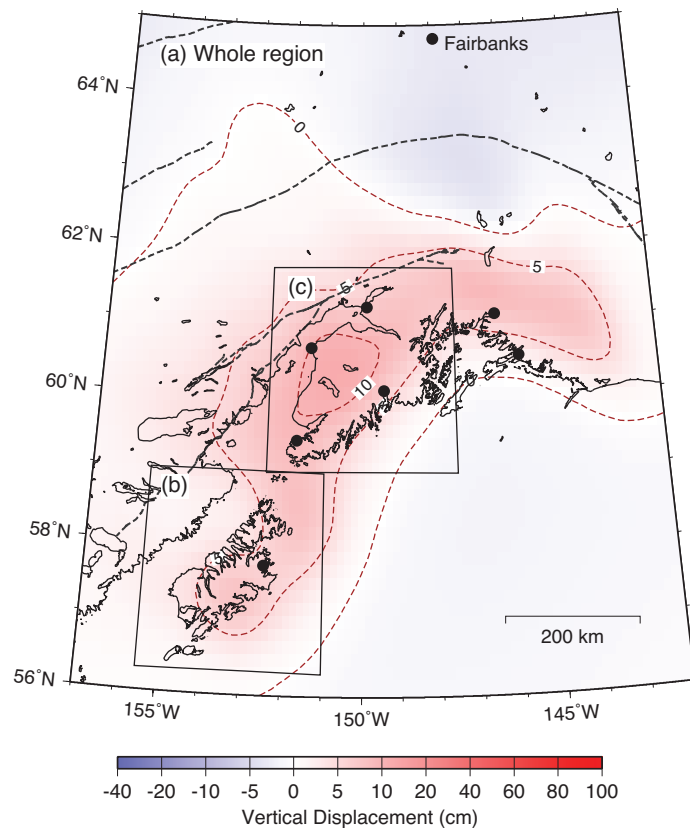 (a) Whole region
Fairbanks
64°N
0
62°N
5
5
(c)
60°N
10
(b)
58°N
5
200 km
56°N
155°W
150°W
145°W
-40 -20 -10 -5 0 5 10 20 40 60 100
Vertical Displacement (cm)